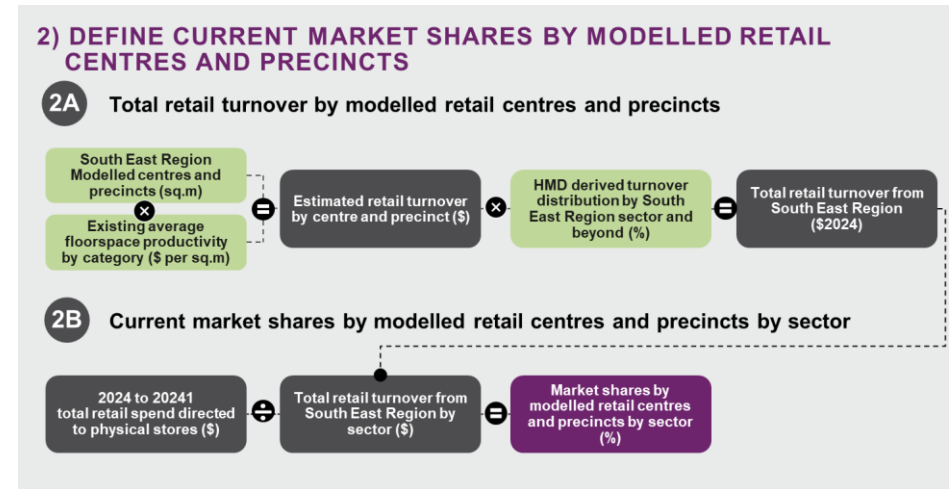 2) DEFINE CURRENT MARKET SHARES BY MODELLED RETAIL
CENTRES AND PRECINCTS
2A
Total retail turnover by modelled retail centres and precincts
South East Region
Modelled centres and
precincts (sq.m)
×
Existing average
floorspace productivity
by category ($ per sq.m)
=
Estimated retail turnover
by centre and precinct ($)
×
HMD derived turnover
distribution by South
East Region sector and
beyond (%)
=
Total retail turnover from
South East Region
($2024)
2B
Current market shares by modelled retail centres and precincts by sector
2024 to 20241
total retail spend directed
to physical stores ($)
÷
Total retail turnover from
South East Region by
sector ($)
=
Market shares by
modelled retail centres
and precincts by sector
(%)